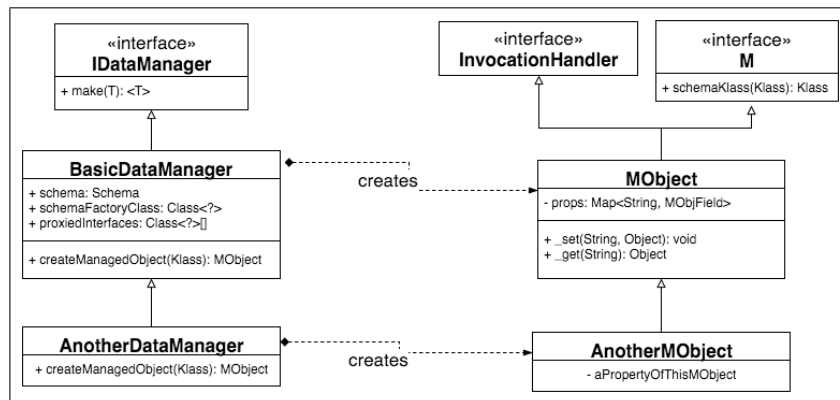 «interface»
IDataManager
+ make(T): <T>
«interface»
InvocationHandler
«interface»
M
+ schemaKlass(Klass): Klass
BasicDataManager
+ schema: Schema
+ schemaFactoryClass: Class<?>
+ proxiedInterfaces: Class<?>[]
+ createManagedObject(Klass): MObject
creates
MObject
- props: Map<String, MObjField>
+ _set(String, Object): void
+ _get(String): Object
AnotherDataManager
+ createManagedObject(Klass): MObject
creates
AnotherMObject
- aPropertyOfThisMObject